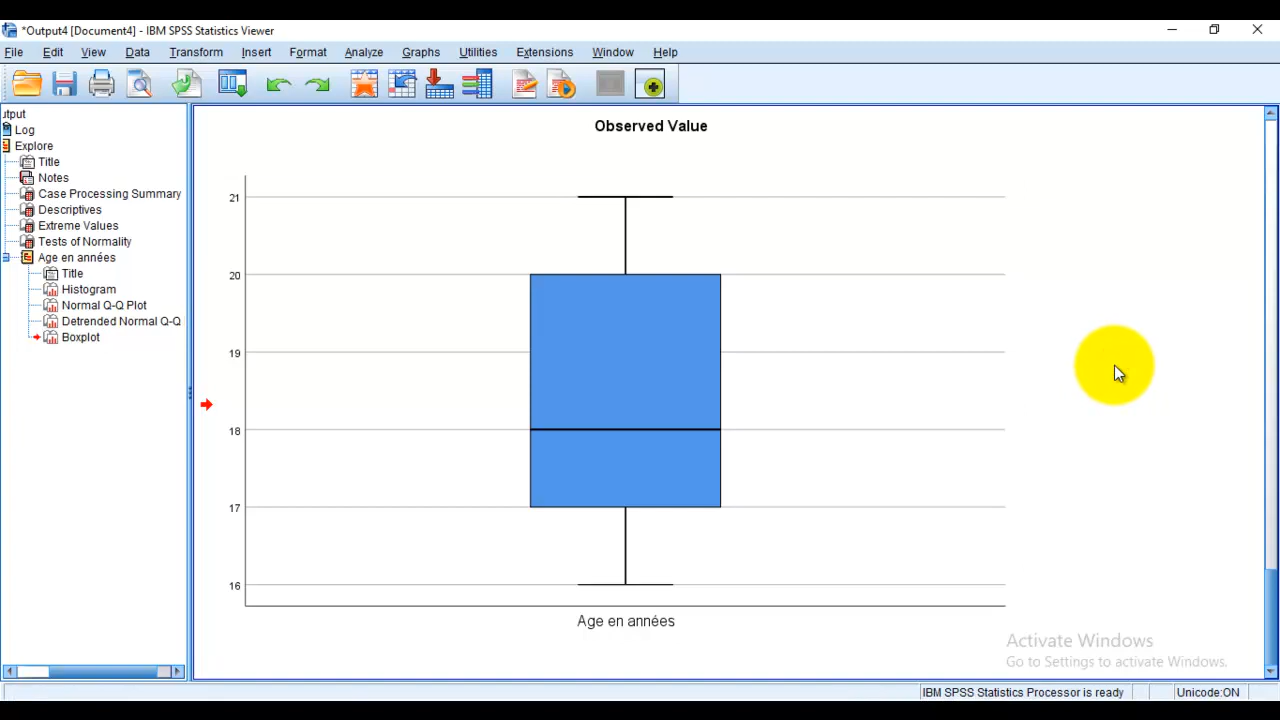 *Output4 [Document4] - IBM SPSS Statistics Viewer
File Edit View Data Transform Insert Format Analyze Graphs Utilities Extensions Window Help
utput
Log
Explore
Title
Notes
Case Processing Summary
Descriptives
Extreme Values
Tests of Normality
Age en années
Title
Histogram
Normal Q-Q Plot
Detrended Normal Q-Q
Boxplot
Observed Value
21
20
19
18
17
16
Age en années
Activate Windows
Go to Settings to activate Windows.
IBM SPSS Statistics Processor is ready Unicode:ON